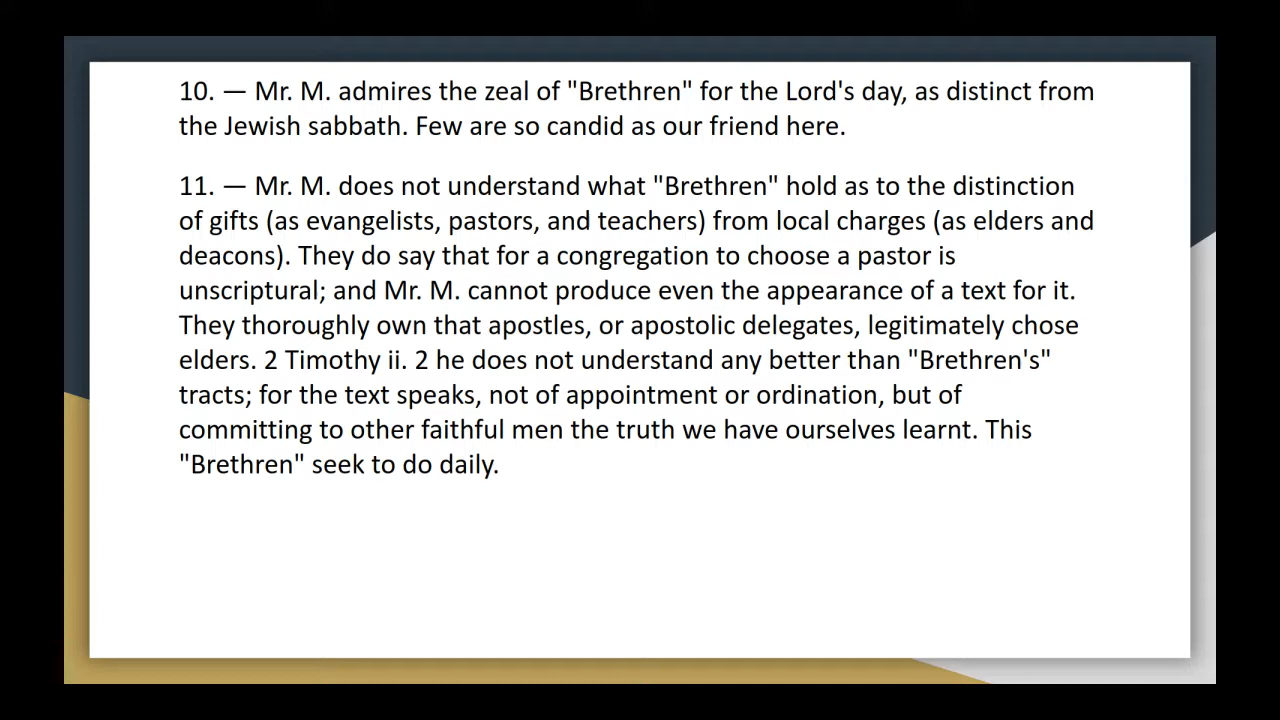 10. — Mr. M. admires the zeal of "Brethren" for the Lord's day, as distinct from
the Jewish sabbath. Few are so candid as our friend here.
11. — Mr. M. does not understand what "Brethren" hold as to the distinction
of gifts (as evangelists, pastors, and teachers) from local charges (as elders and
deacons). They do say that for a congregation to choose a pastor is
unscriptural; and Mr. M. cannot produce even the appearance of a text for it.
They thoroughly own that apostles, or apostolic delegates, legitimately chose
elders. 2 Timothy ii. 2 he does not understand any better than "Brethren's"
tracts; for the text speaks, not of appointment or ordination, but of
committing to other faithful men the truth we have ourselves learnt. This
"Brethren" seek to do daily.